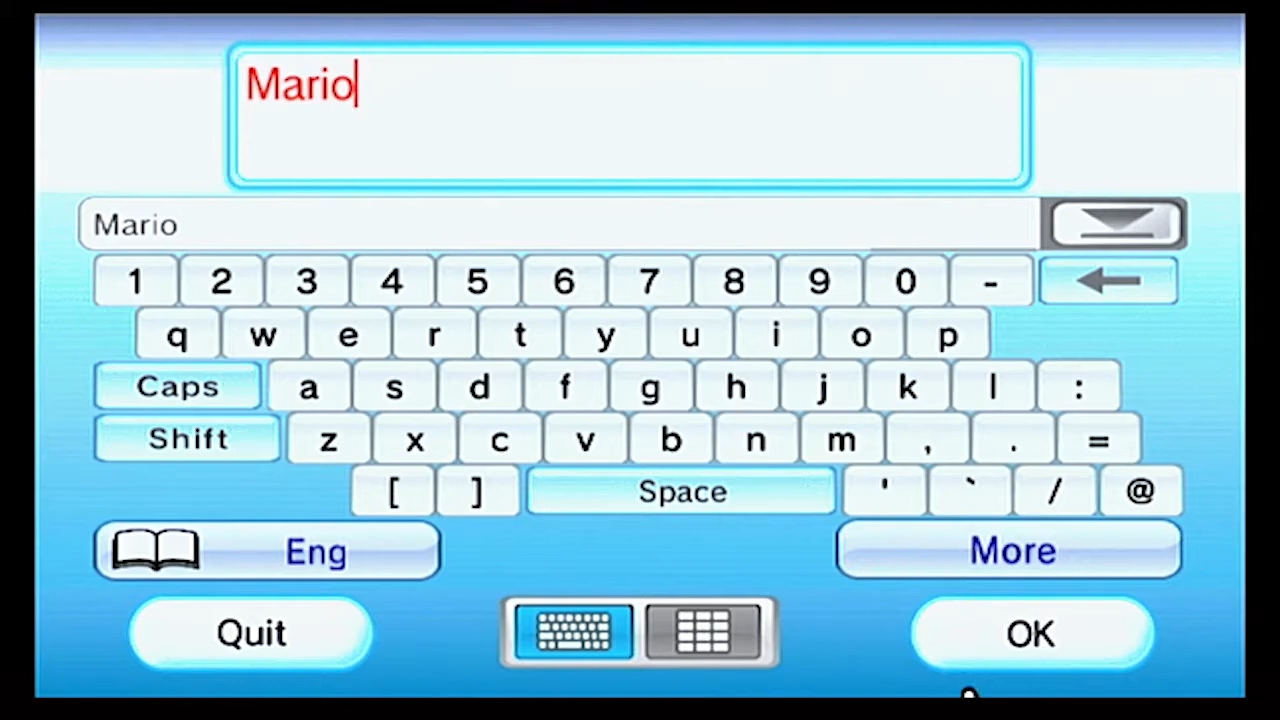 Mario
Mario
1 2 3 4 5 6 7 8 9 0 -
q w e r t y u i o p
Caps a s d f g h j k l :
Shift z x c v b n m , . =
[ ] Space ' ` / @
Eng More
Quit OK